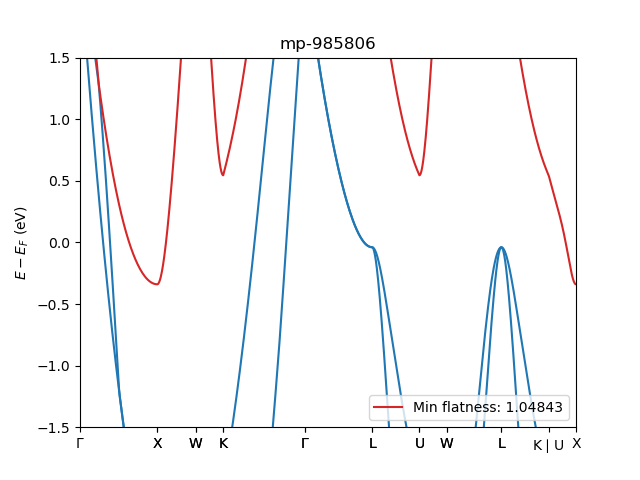 mp-985806
1.5
1.0
0.5
0.0
−0.5
−1.0
−1.5
E − E_F (eV)
Min flatness: 1.04843
Γ X W K Γ L U W L K | U X